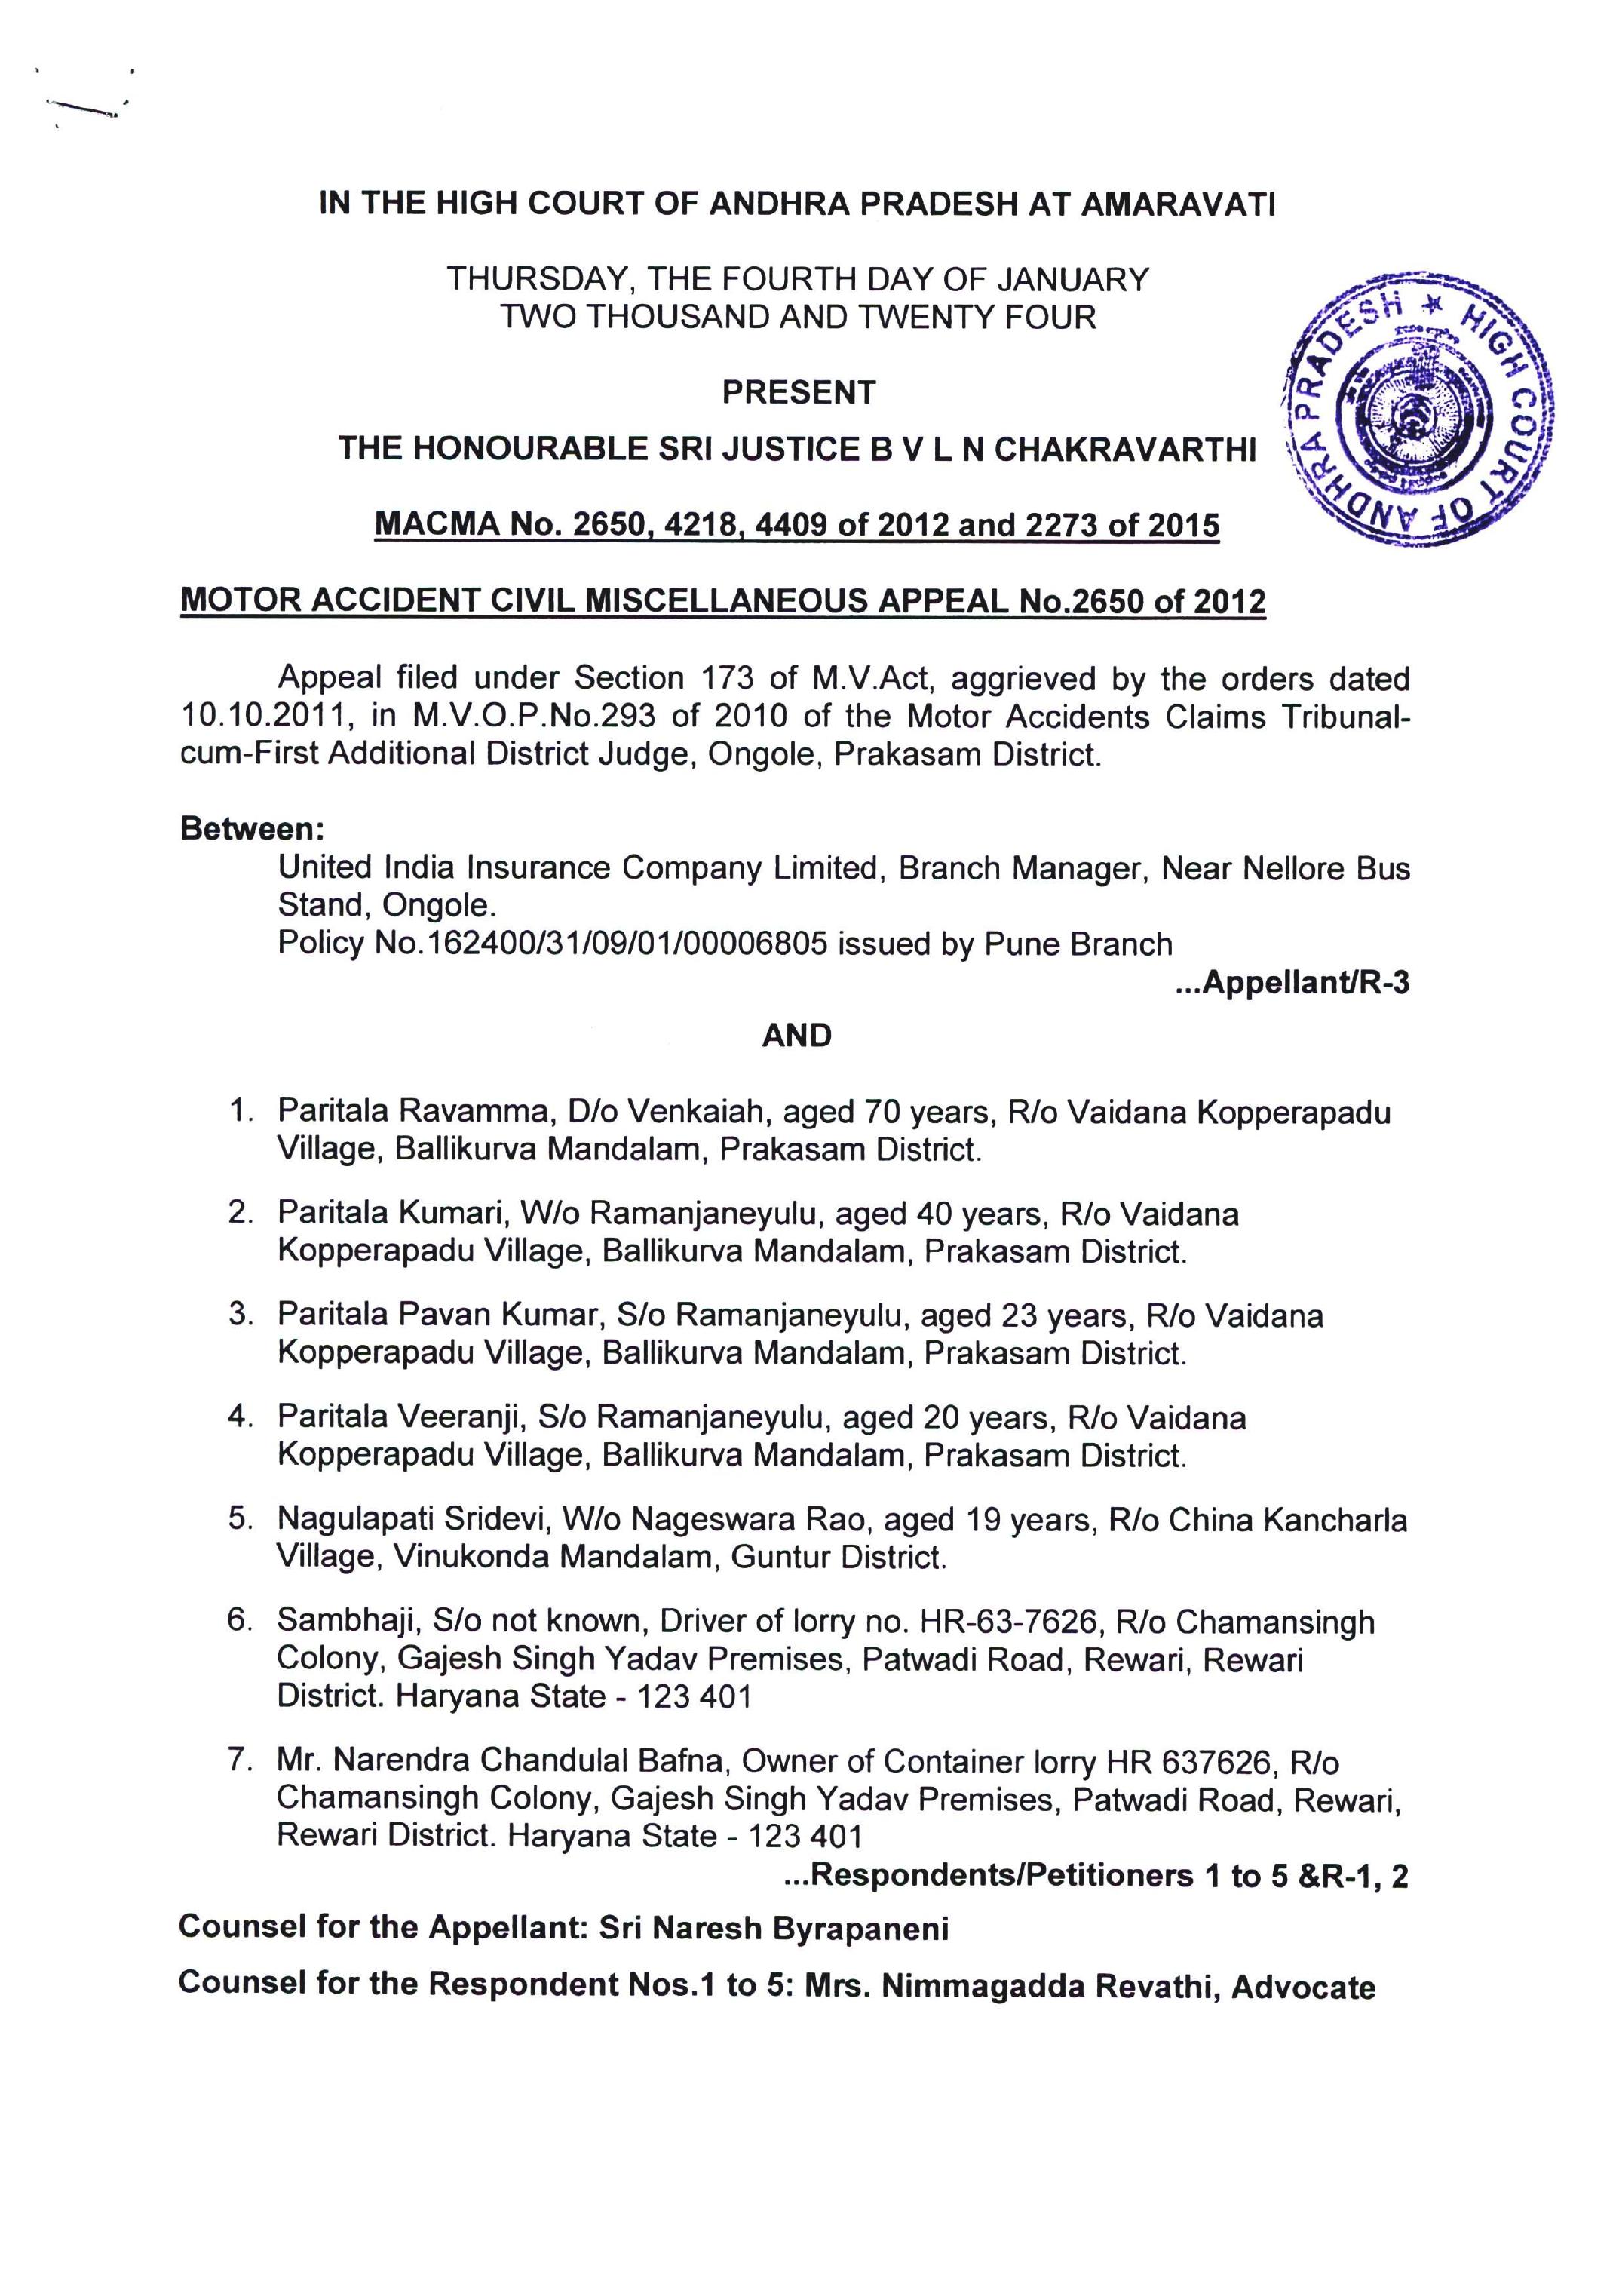 IN THE HIGH COURT OF ANDHRA PRADESH AT AMARAVATI
THURSDAY, THE FOURTH DAY OF JANUARY
TWO THOUSAND AND TWENTY FOUR
PRESENT
THE HONOURABLE SRI JUSTICE B V L N CHAKRAVARTHI
HIGH COURT OF ANDHRA PRADESH
MACMA No. 2650, 4218, 4409 of 2012 and 2273 of 2015
MOTOR ACCIDENT CIVIL MISCELLANEOUS APPEAL No.2650 of 2012
Appeal filed under Section 173 of M.V.Act, aggrieved by the orders dated
10.10.2011, in M.V.O.P.No.293 of 2010 of the Motor Accidents Claims Tribunal-
cum-First Additional District Judge, Ongole, Prakasam District.
Between:
United India Insurance Company Limited, Branch Manager, Near Nellore Bus
Stand, Ongole.
Policy No.162400/31/09/01/00006805 issued by Pune Branch
...Appellant/R-3
AND
1. Paritala Ravamma, D/o Venkaiah, aged 70 years, R/o Vaidana Kopperapadu
Village, Ballikurva Mandalam, Prakasam District.
2. Paritala Kumari, W/o Ramanjaneyulu, aged 40 years, R/o Vaidana
Kopperapadu Village, Ballikurva Mandalam, Prakasam District.
3. Paritala Pavan Kumar, S/o Ramanjaneyulu, aged 23 years, R/o Vaidana
Kopperapadu Village, Ballikurva Mandalam, Prakasam District.
4. Paritala Veeranji, S/o Ramanjaneyulu, aged 20 years, R/o Vaidana
Kopperapadu Village, Ballikurva Mandalam, Prakasam District.
5. Nagulapati Sridevi, W/o Nageswara Rao, aged 19 years, R/o China Kancharla
Village, Vinukonda Mandalam, Guntur District.
6. Sambhaji, S/o not known, Driver of lorry no. HR-63-7626, R/o Chamansingh
Colony, Gajesh Singh Yadav Premises, Patwadi Road, Rewari, Rewari
District. Haryana State - 123 401
7. Mr. Narendra Chandulal Bafna, Owner of Container lorry HR 637626, R/o
Chamansingh Colony, Gajesh Singh Yadav Premises, Patwadi Road, Rewari,
Rewari District. Haryana State - 123 401
...Respondents/Petitioners 1 to 5 &R-1, 2
Counsel for the Appellant: Sri Naresh Byrapaneni
Counsel for the Respondent Nos.1 to 5: Mrs. Nimmagadda Revathi, Advocate